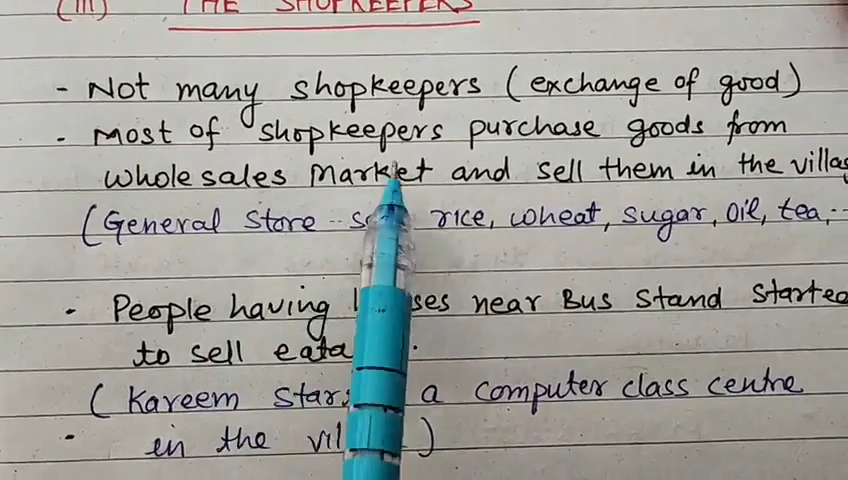 (III) THE SHOPKEEPERS
- Not many shopkeepers (exchange of good)
- Most of shopkeepers purchase goods from
wholesales market and sell them in the villag
(General store rice, wheat, sugar, oil, tea,..
· People having near Bus Stand started
to sell
(Kareem a computer class centre
· in the )